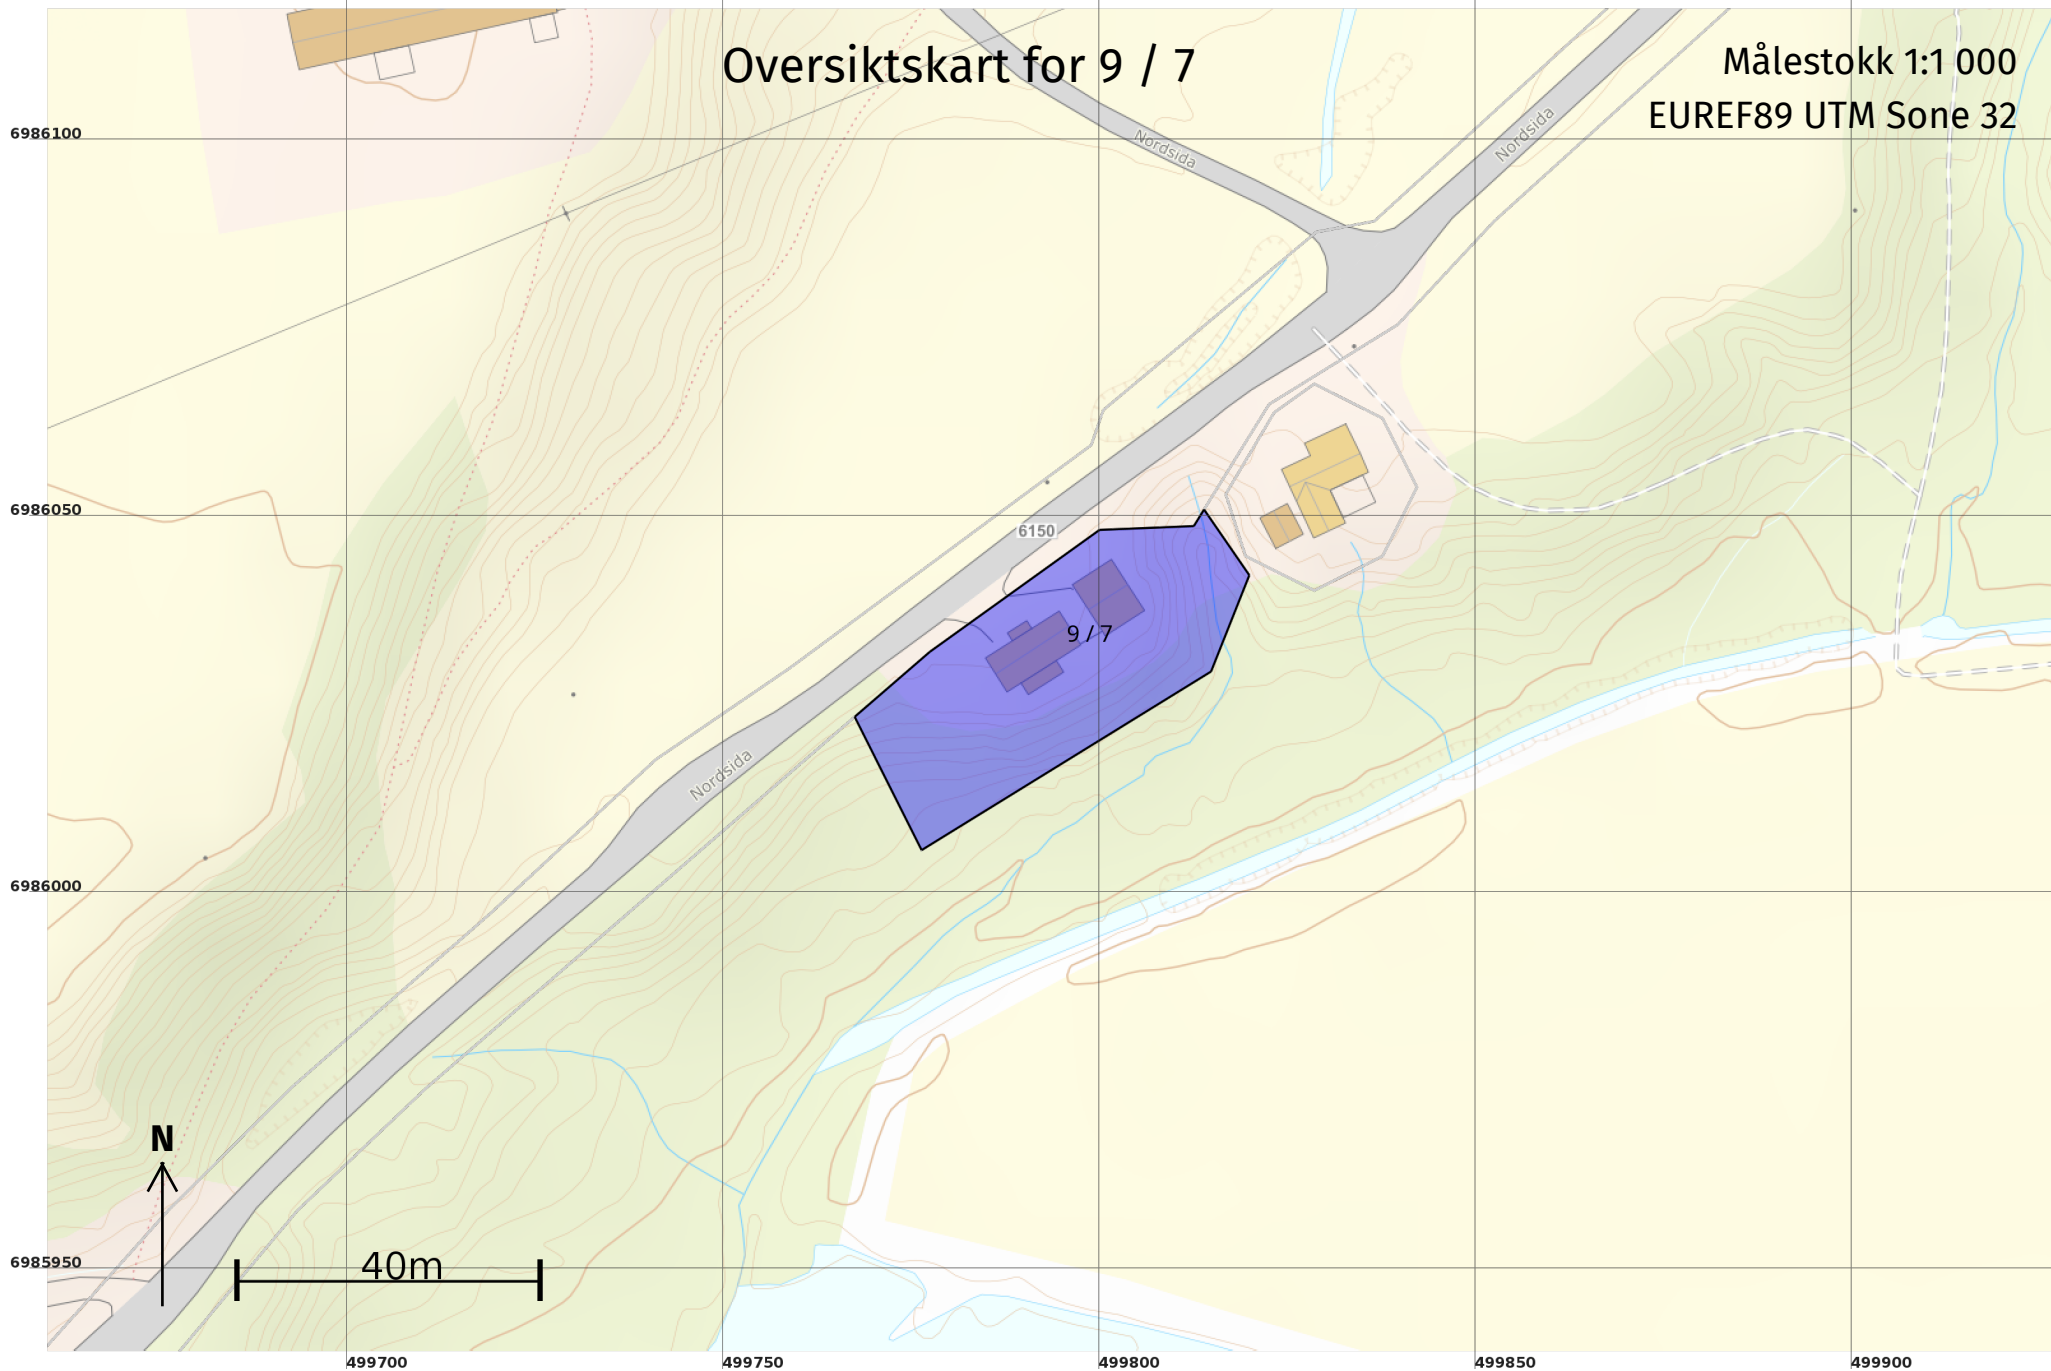 Oversiktskart for 9 / 7
Målestokk 1:1 000
EUREF89 UTM Sone 32
6986100
Nordsida
Nordsida
6986050
6150
9 / 7
Nordsida
6986000
N
40m
6985950
499700
499750
499800
499850
499900